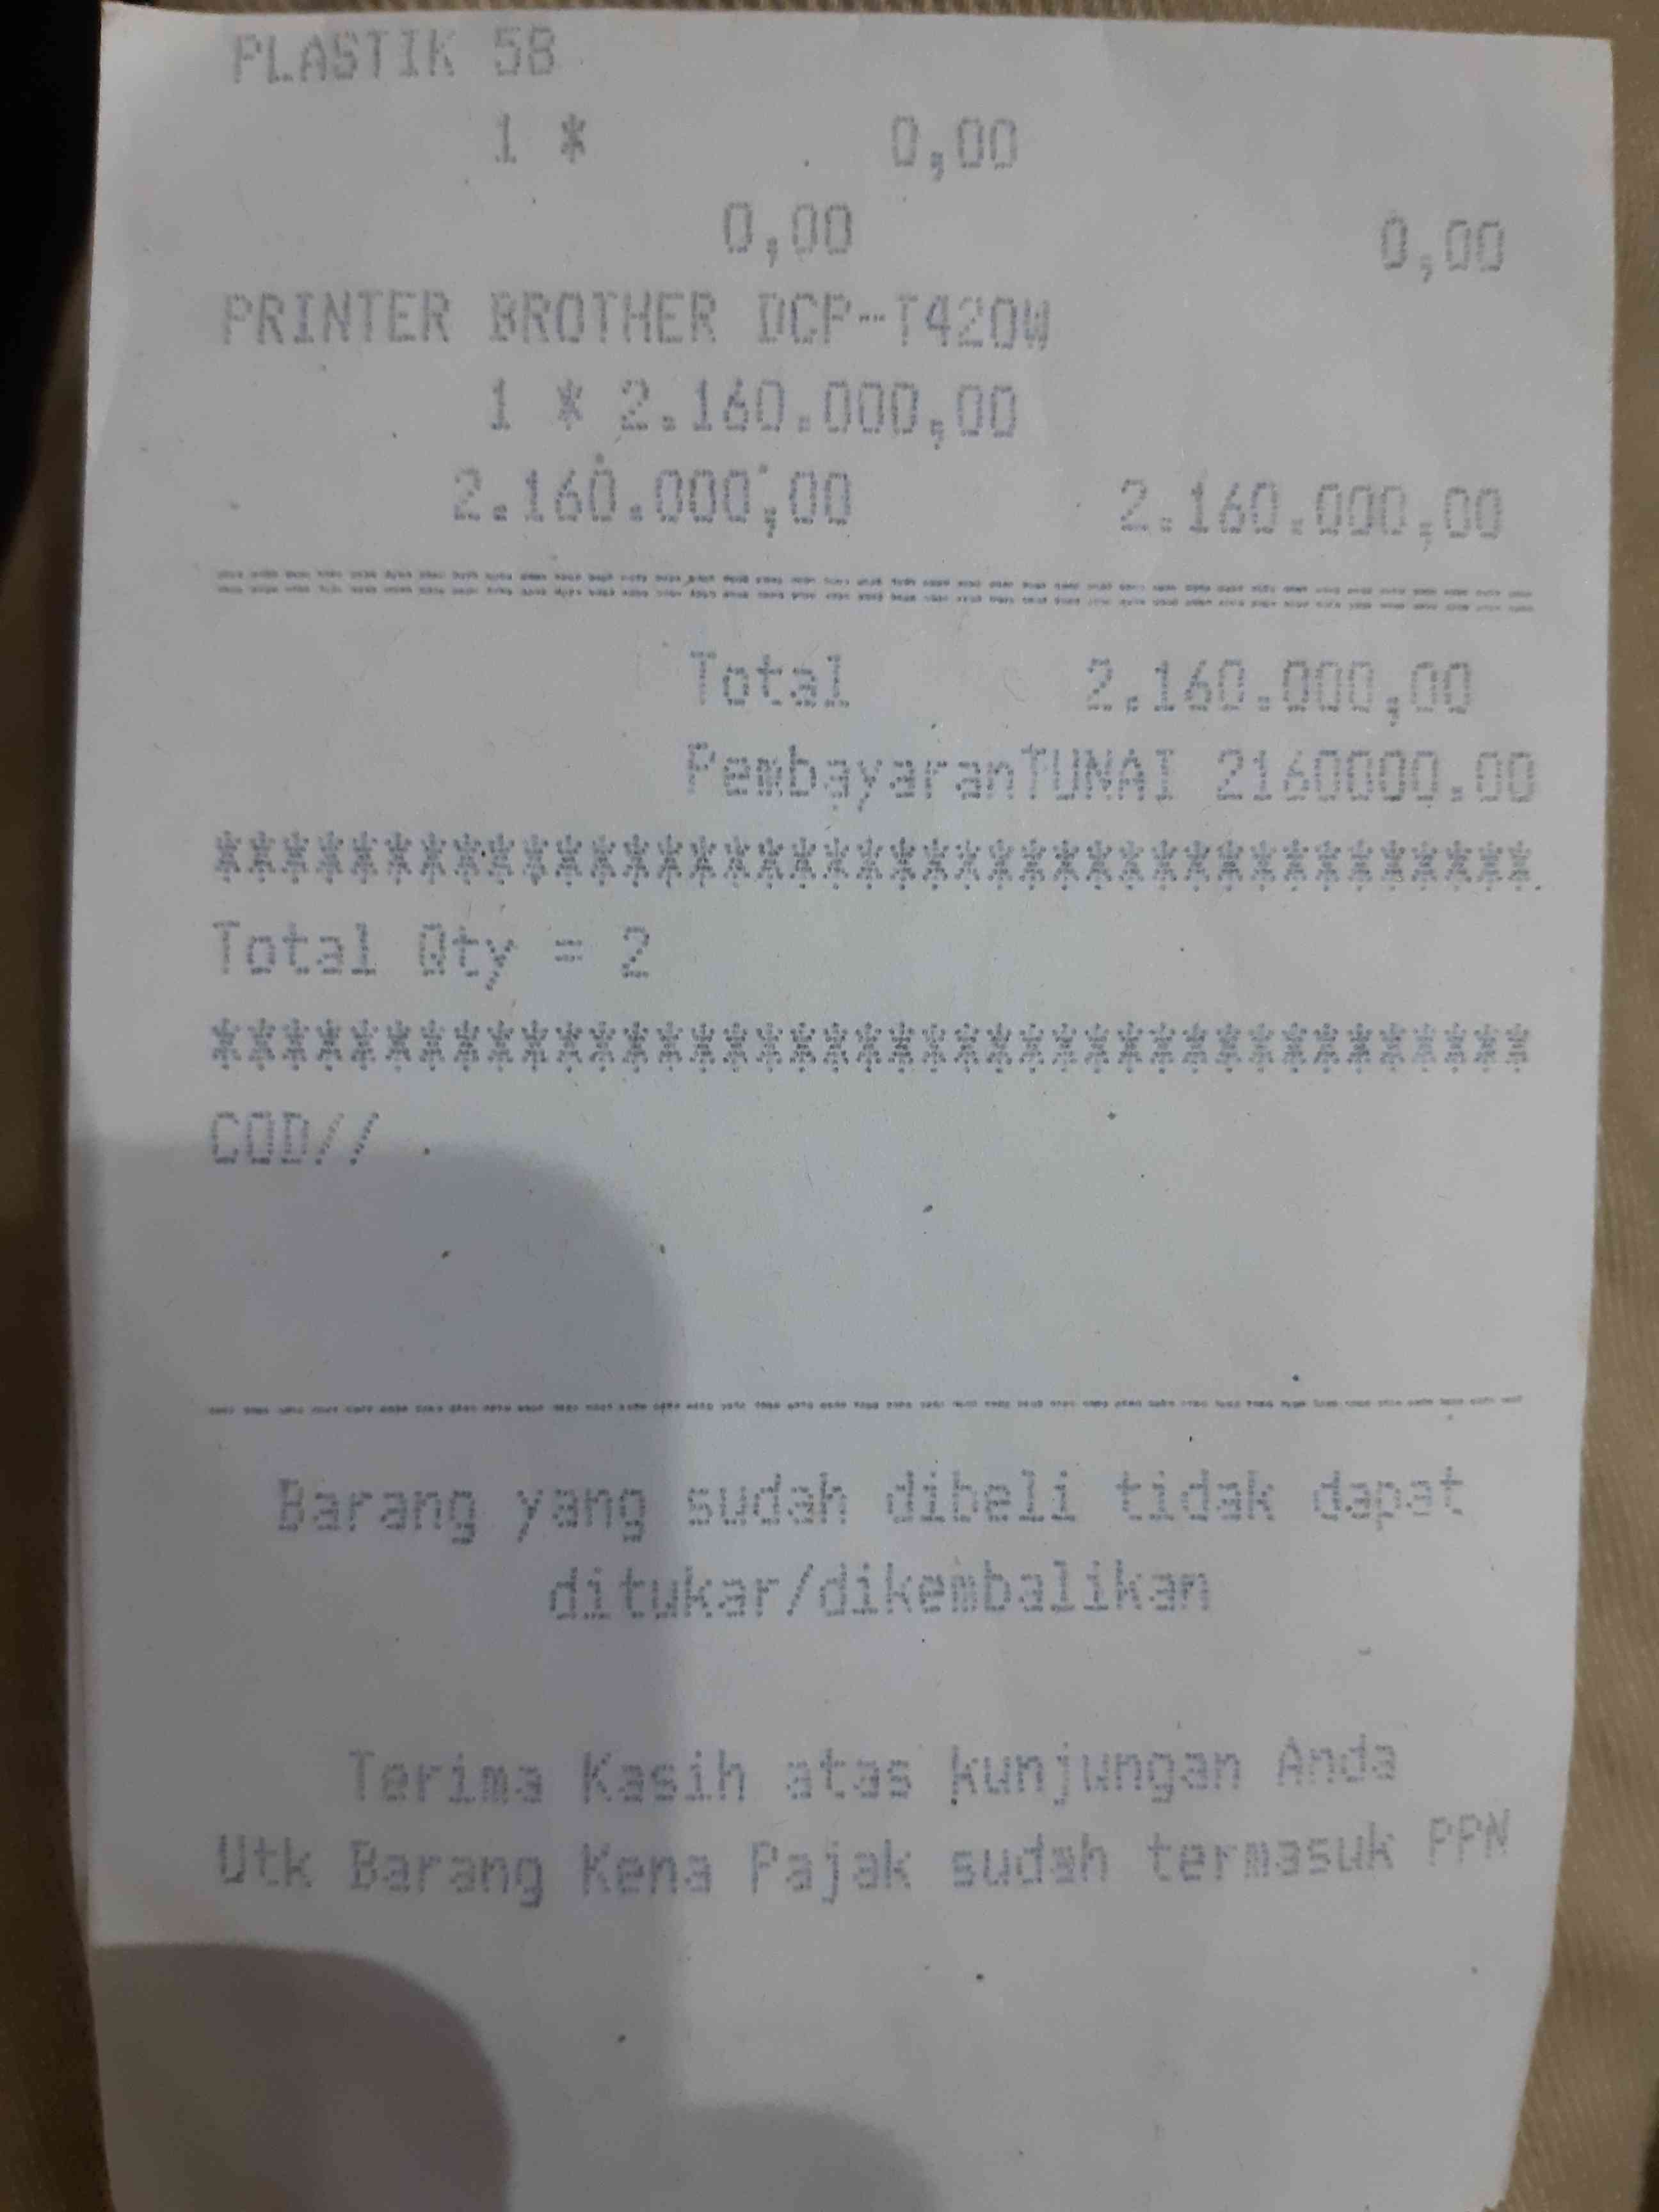 PLASTIK 5B
1 * 0,00
0,00 0,00
PRINTER BROTHER DCP-T420W
1 * 2.160.000,00
2.160.000,00 2.160.000,00
========================================
Total 2.160.000,00
PembayaranTUNAI 2160000.00
****************************************
Total Qty = 2
****************************************
COD//
----------------------------------------
Barang yang sudah dibeli tidak dapat
ditukar/dikembalikan
Terima Kasih atas kunjungan Anda
Utk Barang Kena Pajak sudah termasuk PPN